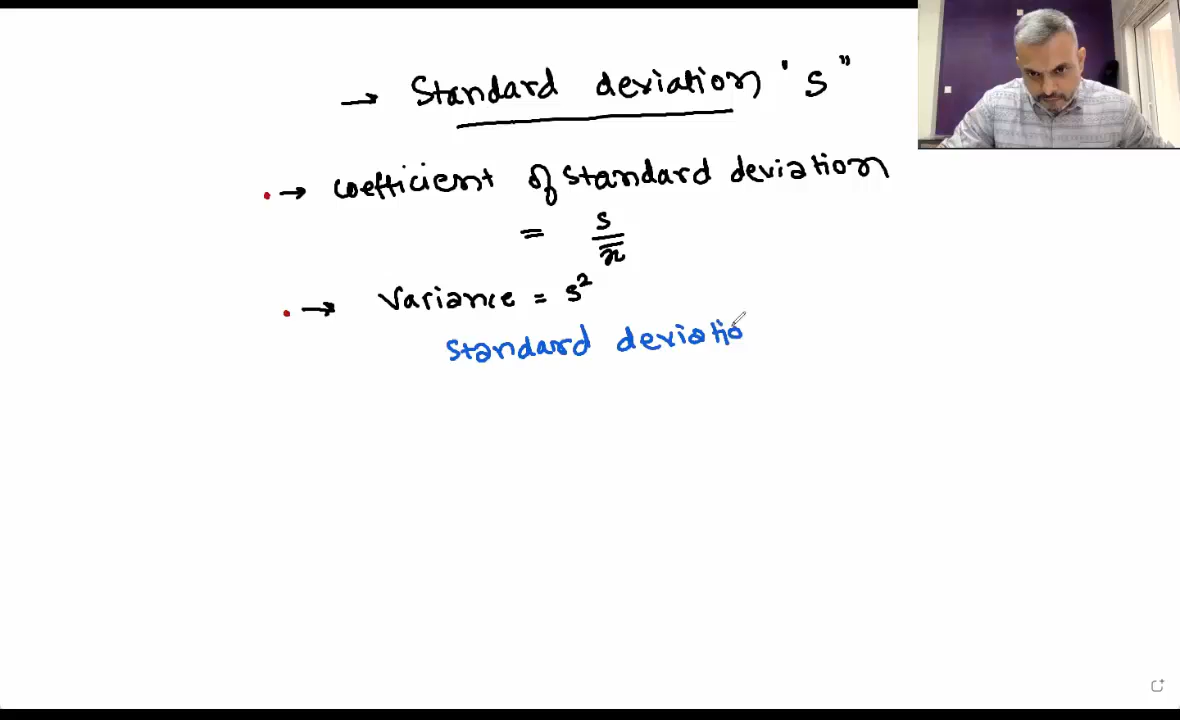 → Standard deviation ' s "
• → coefficient of standard deviation
= s/x̄
• → Variance = s²
standard deviatio